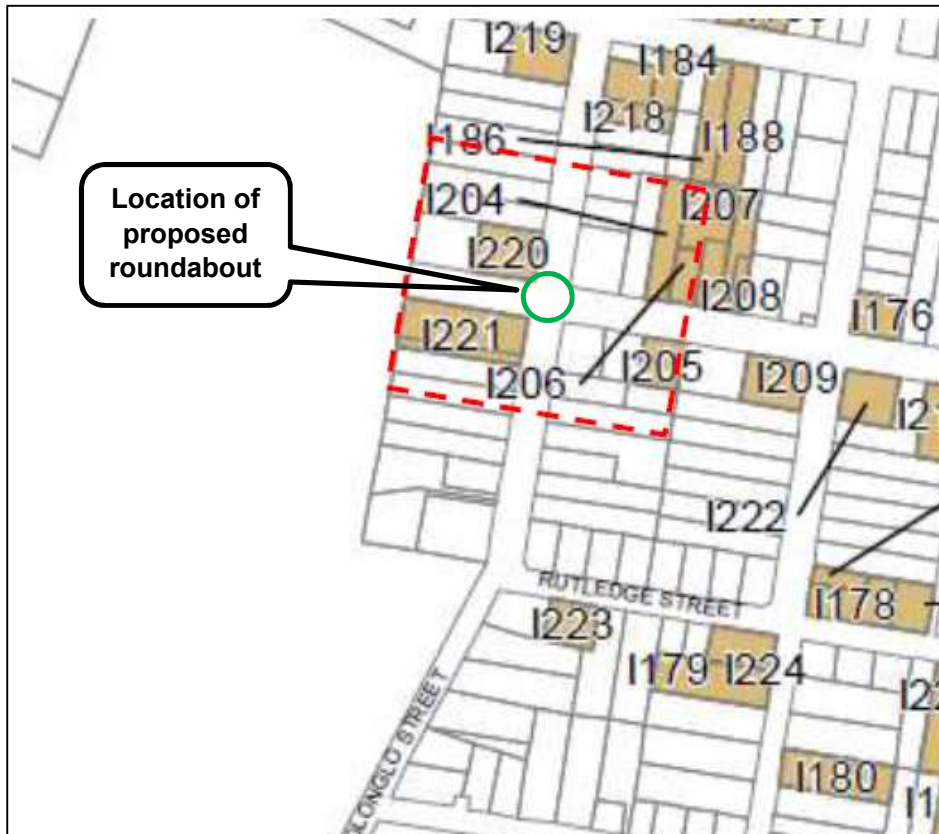 I219
I184
I218
I186
I188
Location of
proposed
roundabout
I204
I207
I220
I208
I176
I221
I205
I206
I209
I222
RUTLEDGE STREET
I178
I223
I179
I224
I180